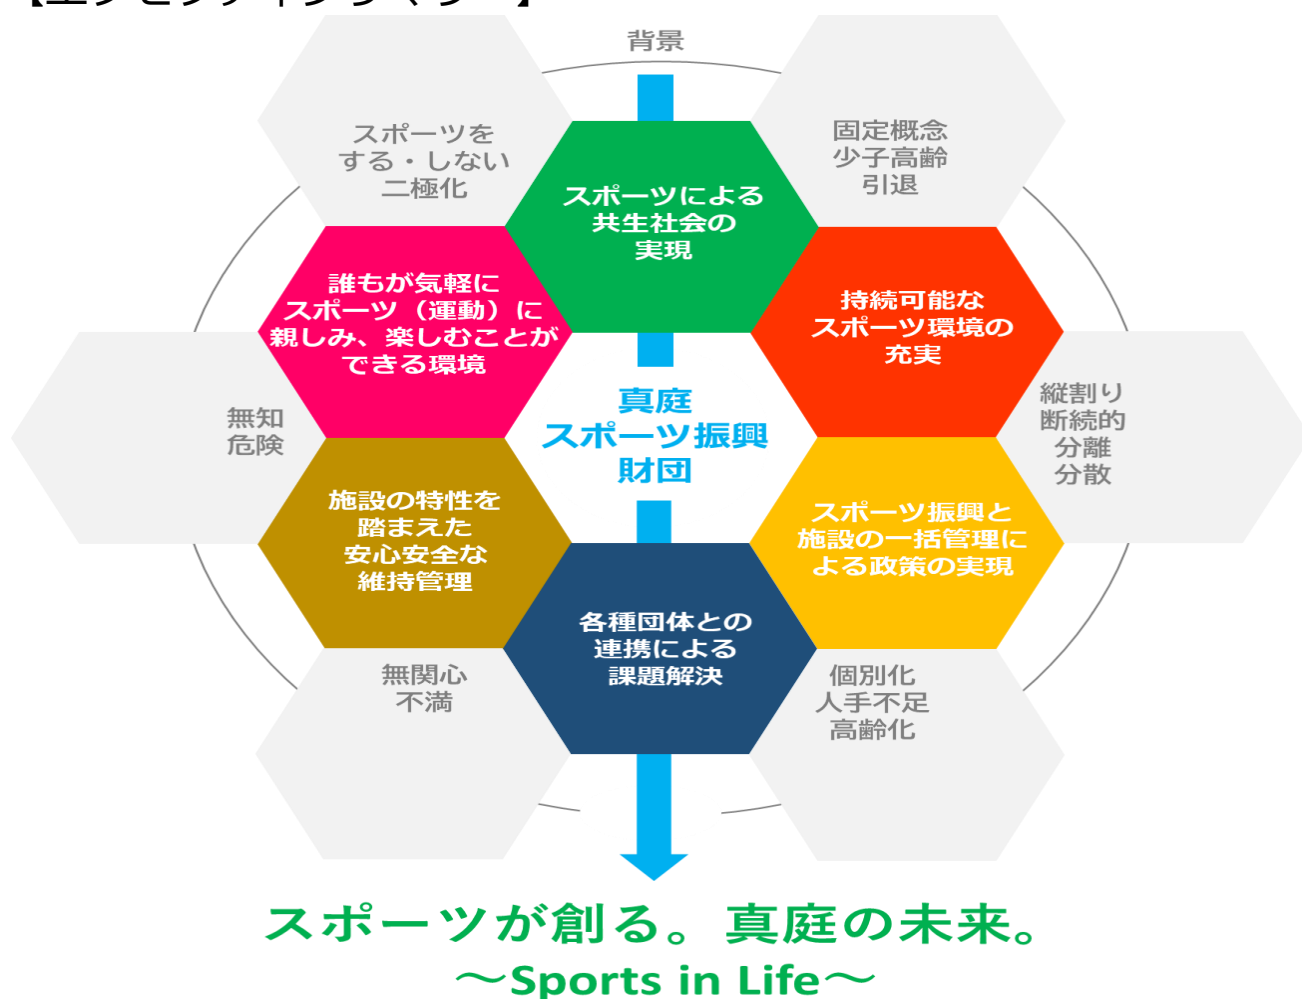 背景
スポーツを
する・しない
二極化
固定概念
少子高齢
引退
スポーツによる
共生社会の
実現
誰もが気軽に
スポーツ（運動）に
親しみ、楽しむことが
できる環境
持続可能な
スポーツ環境の
充実
無知
危険
真庭
スポーツ振興
財団
縦割り
断続的
分離
分散
施設の特性を
踏まえた
安心安全な
維持管理
スポーツ振興と
施設の一括管理に
よる政策の実現
各種団体との
連携による
課題解決
無関心
不満
個別化
人手不足
高齢化
スポーツが創る。真庭の未来。
～Sports in Life～